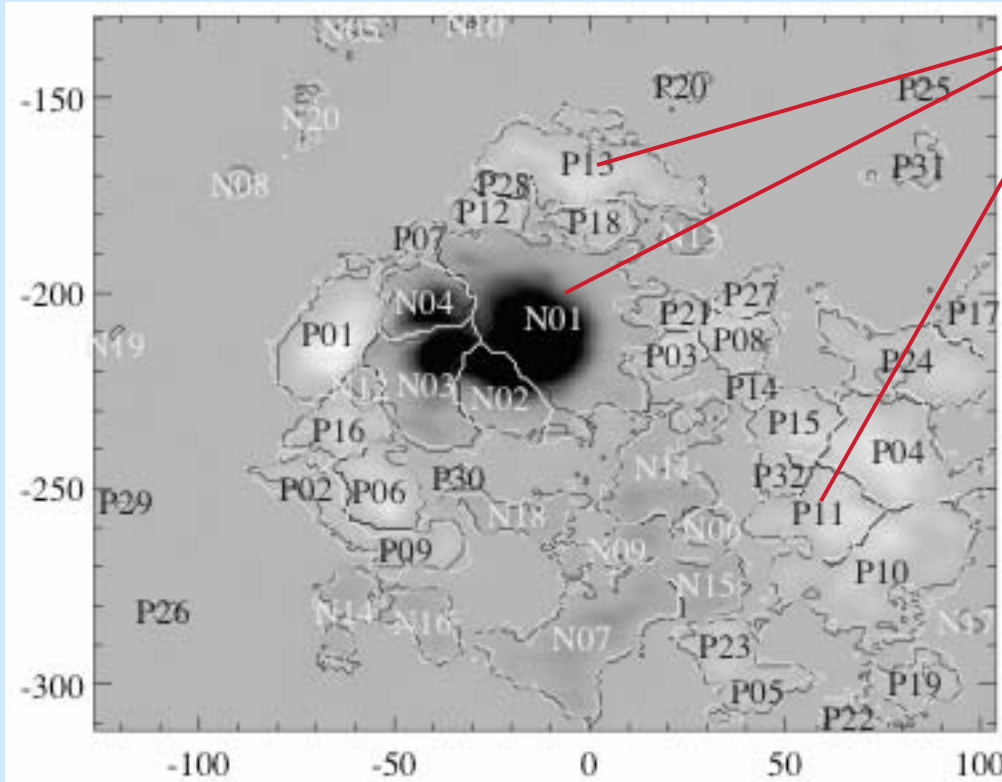 N05 N10
-150 P20 P25
N20
P13 P31
N08
P28
P12 P18
N13
P07
-200 N04 N01 P27 P17
P21
N19 P01 P03 P08 P24
N12 N03 N02 P14
P16 P15 P04
P30 P32
-250 P29 P02 P06 P11
N18 N06
P09 N09
P10
N15
P26 N14 N16 N17
N07 P23
-300 P05 P19
P22
-100 -50 0 50 100